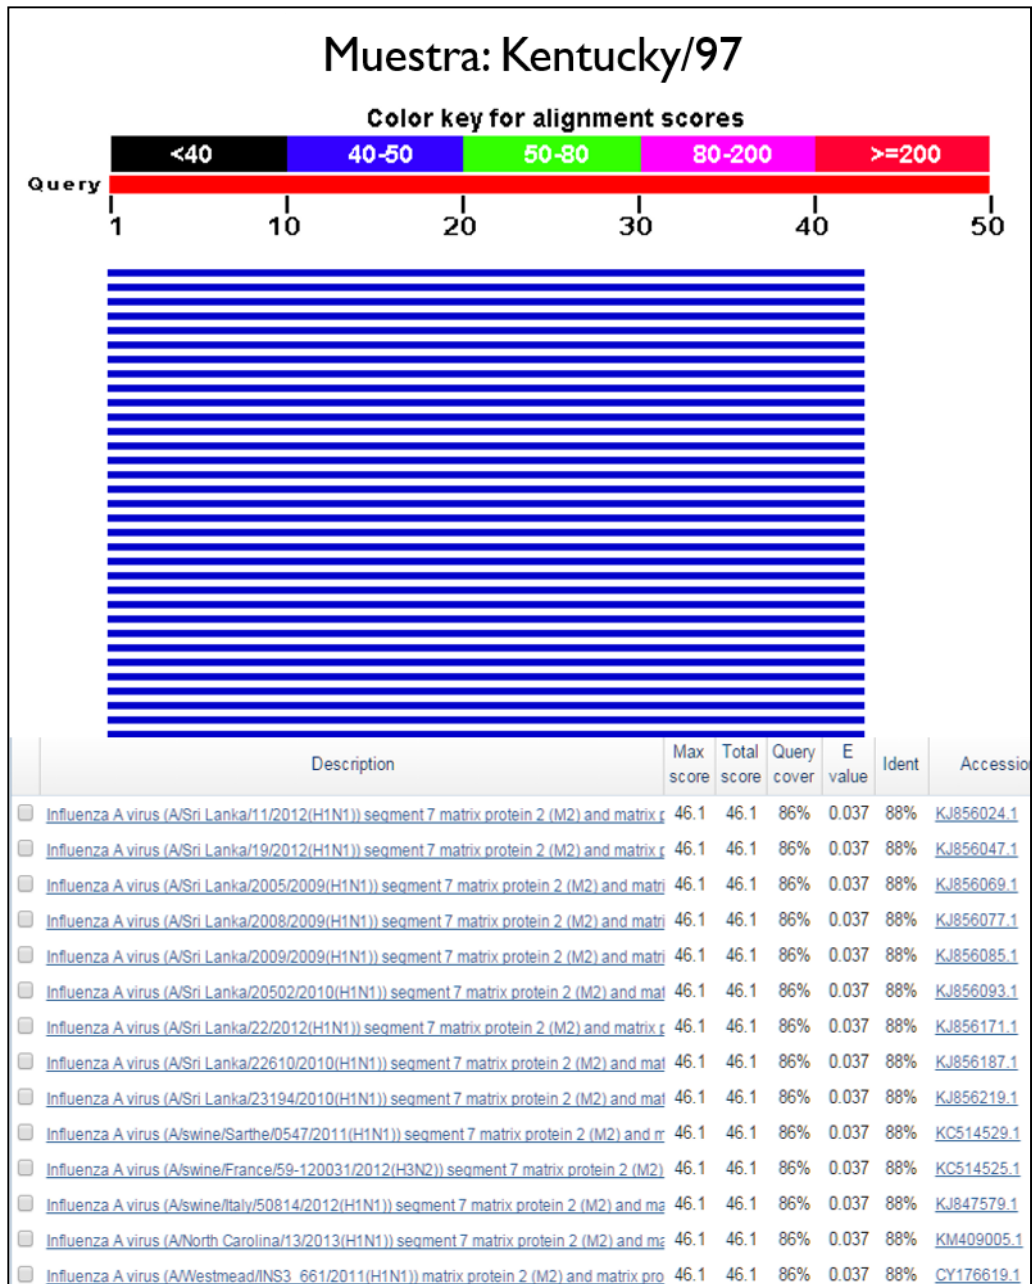 Muestra: Kentucky/97
Color key for alignment scores
<40 40-50 50-80 80-200 >=200
Query
1 10 20 30 40 50
Description Max score Total score Query cover E value Ident Accessio
Influenza A virus (A/Sri Lanka/11/2012(H1N1)) segment 7 matrix protein 2 (M2) and matrix p 46.1 46.1 86% 0.037 88% KJ856024.1
Influenza A virus (A/Sri Lanka/19/2012(H1N1)) segment 7 matrix protein 2 (M2) and matrix p 46.1 46.1 86% 0.037 88% KJ856047.1
Influenza A virus (A/Sri Lanka/2005/2009(H1N1)) segment 7 matrix protein 2 (M2) and matri 46.1 46.1 86% 0.037 88% KJ856069.1
Influenza A virus (A/Sri Lanka/2008/2009(H1N1)) segment 7 matrix protein 2 (M2) and matri 46.1 46.1 86% 0.037 88% KJ856077.1
Influenza A virus (A/Sri Lanka/2009/2009(H1N1)) segment 7 matrix protein 2 (M2) and matri 46.1 46.1 86% 0.037 88% KJ856085.1
Influenza A virus (A/Sri Lanka/20502/2010(H1N1)) segment 7 matrix protein 2 (M2) and mat 46.1 46.1 86% 0.037 88% KJ856093.1
Influenza A virus (A/Sri Lanka/22/2012(H1N1)) segment 7 matrix protein 2 (M2) and matrix p 46.1 46.1 86% 0.037 88% KJ856171.1
Influenza A virus (A/Sri Lanka/22610/2010(H1N1)) segment 7 matrix protein 2 (M2) and mat 46.1 46.1 86% 0.037 88% KJ856187.1
Influenza A virus (A/Sri Lanka/23194/2010(H1N1)) segment 7 matrix protein 2 (M2) and mat 46.1 46.1 86% 0.037 88% KJ856219.1
Influenza A virus (A/swine/Sarthe/0547/2011(H1N1)) segment 7 matrix protein 2 (M2) and m 46.1 46.1 86% 0.037 88% KC514529.1
Influenza A virus (A/swine/France/59-120031/2012(H3N2)) segment 7 matrix protein 2 (M2) 46.1 46.1 86% 0.037 88% KC514525.1
Influenza A virus (A/swine/Italy/50814/2012(H1N1)) segment 7 matrix protein 2 (M2) and ma 46.1 46.1 86% 0.037 88% KJ847579.1
Influenza A virus (A/North Carolina/13/2013(H1N1)) segment 7 matrix protein 2 (M2) and ma 46.1 46.1 86% 0.037 88% KM409005.1
Influenza A virus (A/Westmead/INS3_661/2011(H1N1)) matrix protein 2 (M2) and matrix pro 46.1 46.1 86% 0.037 88% CY176619.1